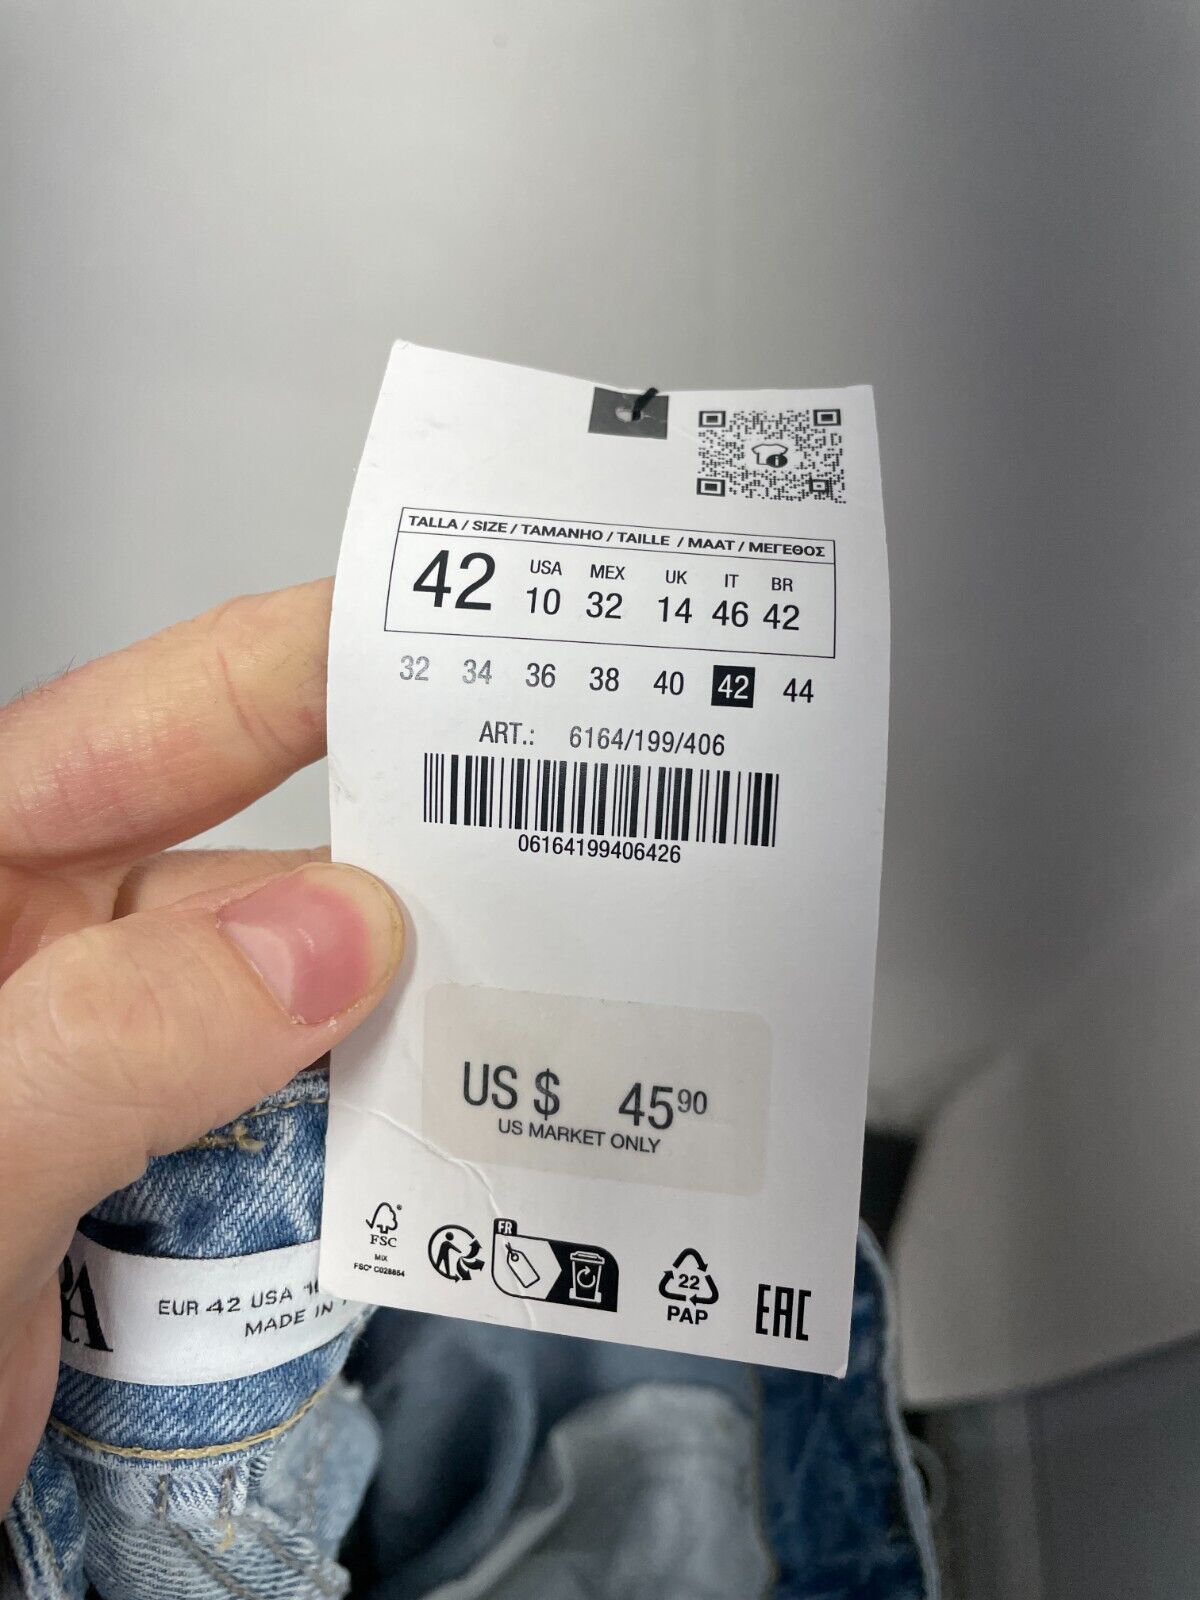 TALLA / SIZE / TAMANHO / TAILLE / MAAT / ΜΕΓΕΘΟΣ
42 USA 10 MEX 32 UK 14 IT 46 BR 42
32 34 36 38 40 42 44
ART.: 6164/199/406
06164199406426
US $ 45 90
US MARKET ONLY
FSC
MIX
FSC® C028854
FR
22
PAP
EAC
EUR 42 USA
MADE IN